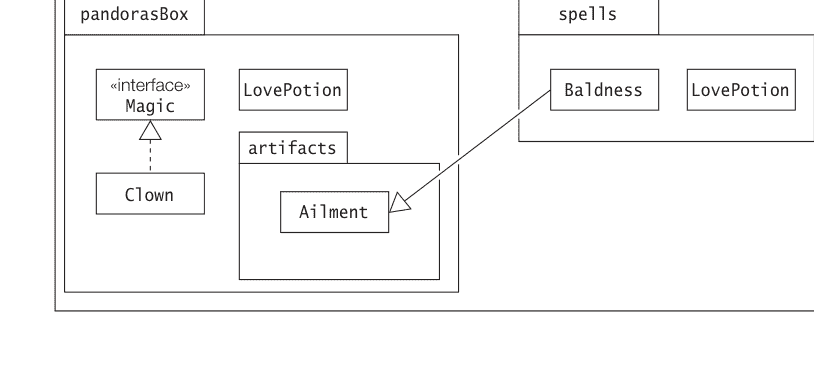 pandorasBox
spells
«interface»
Magic
LovePotion
Baldness
LovePotion
artifacts
Clown
Ailment